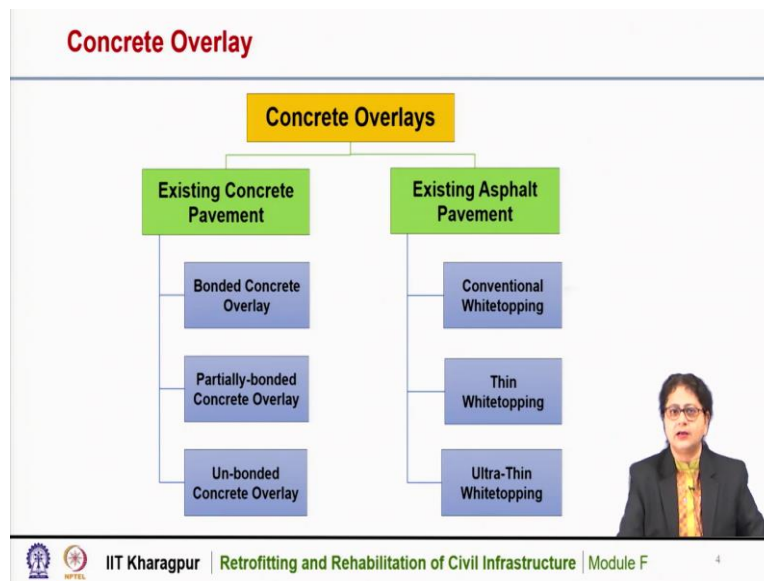 Concrete Overlay
Concrete Overlays
Existing Concrete
Pavement
Existing Asphalt
Pavement
Bonded Concrete
Overlay
Conventional
Whitetopping
Partially-bonded
Concrete Overlay
Thin
Whitetopping
Un-bonded
Concrete Overlay
Ultra-Thin
Whitetopping
NPTEL
IIT Kharagpur | Retrofitting and Rehabilitation of Civil Infrastructure | Module F
4